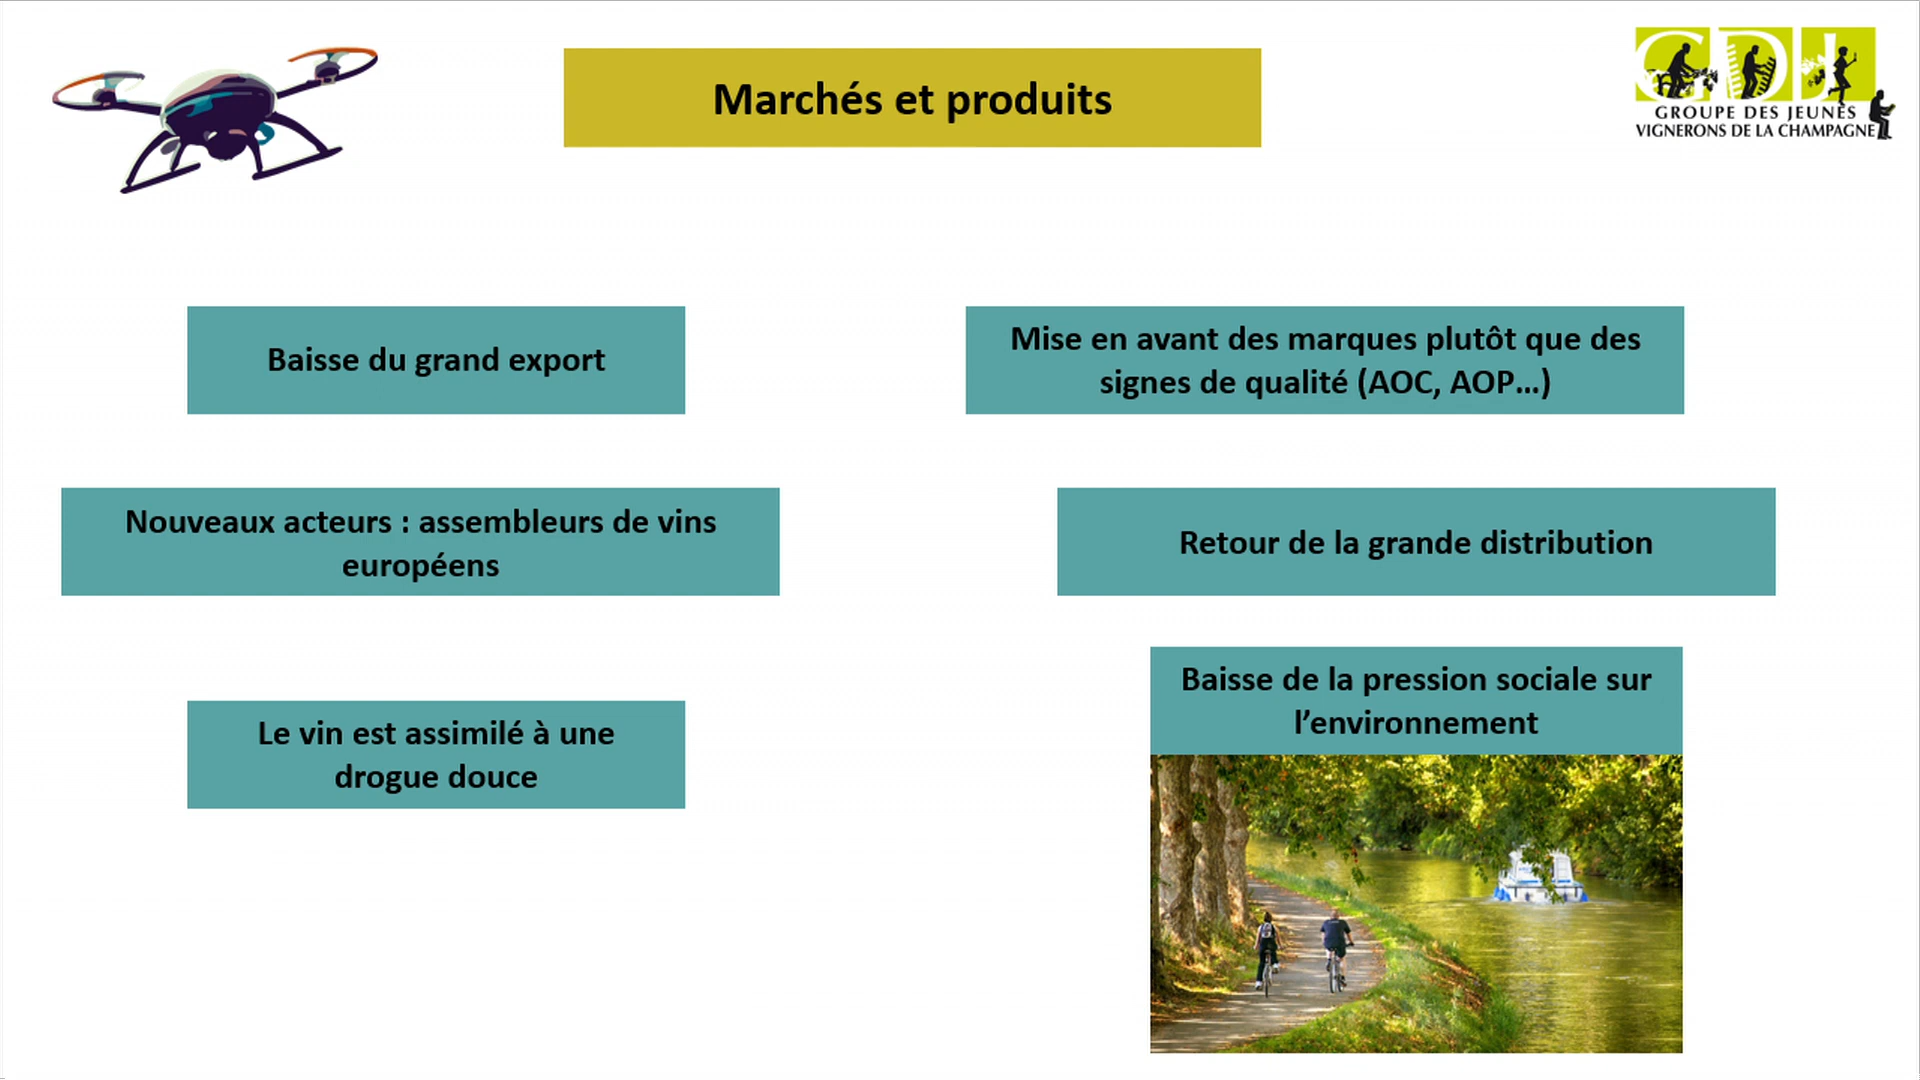 Marchés et produits
GDJ
GROUPE DES JEUNES
VIGNERONS DE LA CHAMPAGNE
Baisse du grand export
Mise en avant des marques plutôt que des
signes de qualité (AOC, AOP...)
Nouveaux acteurs : assembleurs de vins
européens
Retour de la grande distribution
Le vin est assimilé à une
drogue douce
Baisse de la pression sociale sur
l’environnement